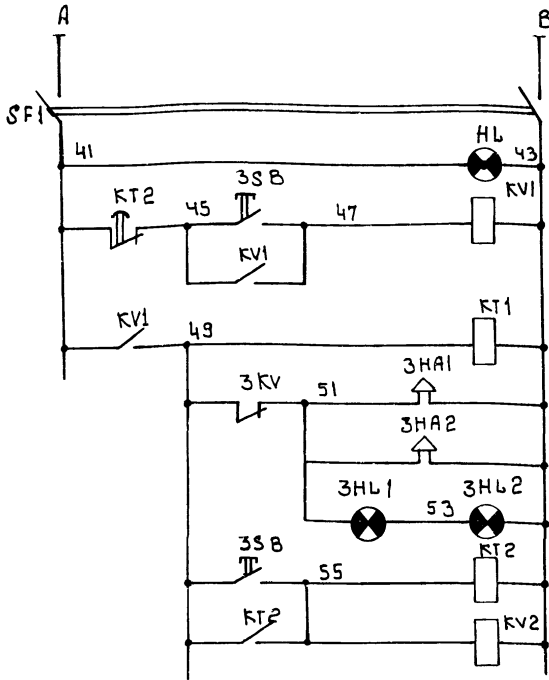 A B
SF1
41 HL 43
KT2 45 3SB 47 KV1
KV1
KV1 49 KT1
3KV 51 3HA1
3HA2
3HL1 53 3HL2
3SB 55 KT2
KT2 KV2